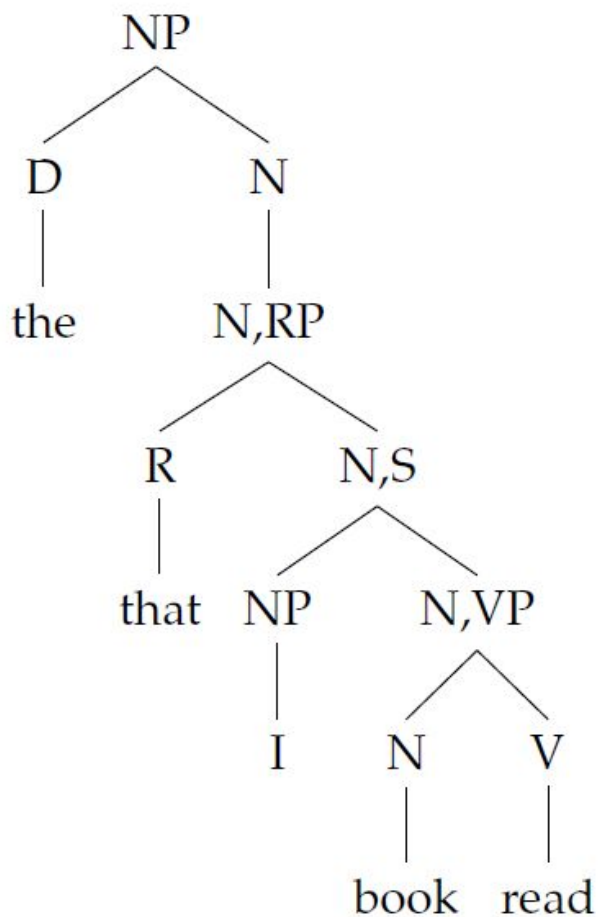 NP
D N
the N,RP
R N,S
that NP N,VP
I N V
book read